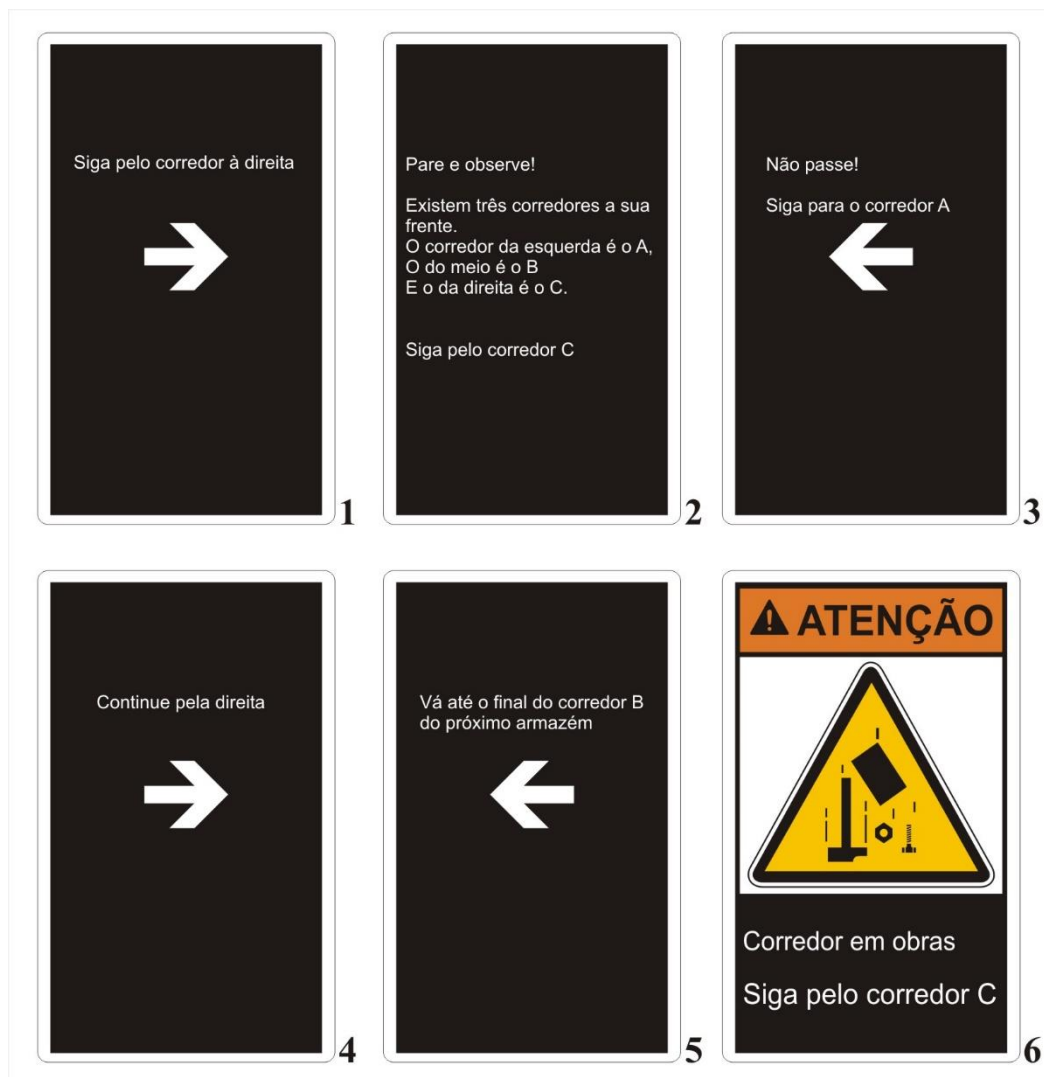 Siga pelo corredor à direita
1
Pare e observe!
Existem três corredores a sua
frente.
O corredor da esquerda é o A,
O do meio é o B
E o da direita é o C.
Siga pelo corredor C
2
Não passe!
Siga para o corredor A
3
Continue pela direita
4
Vá até o final do corredor B
do próximo armazém
5
ATENÇÃO
Corredor em obras
Siga pelo corredor C
6